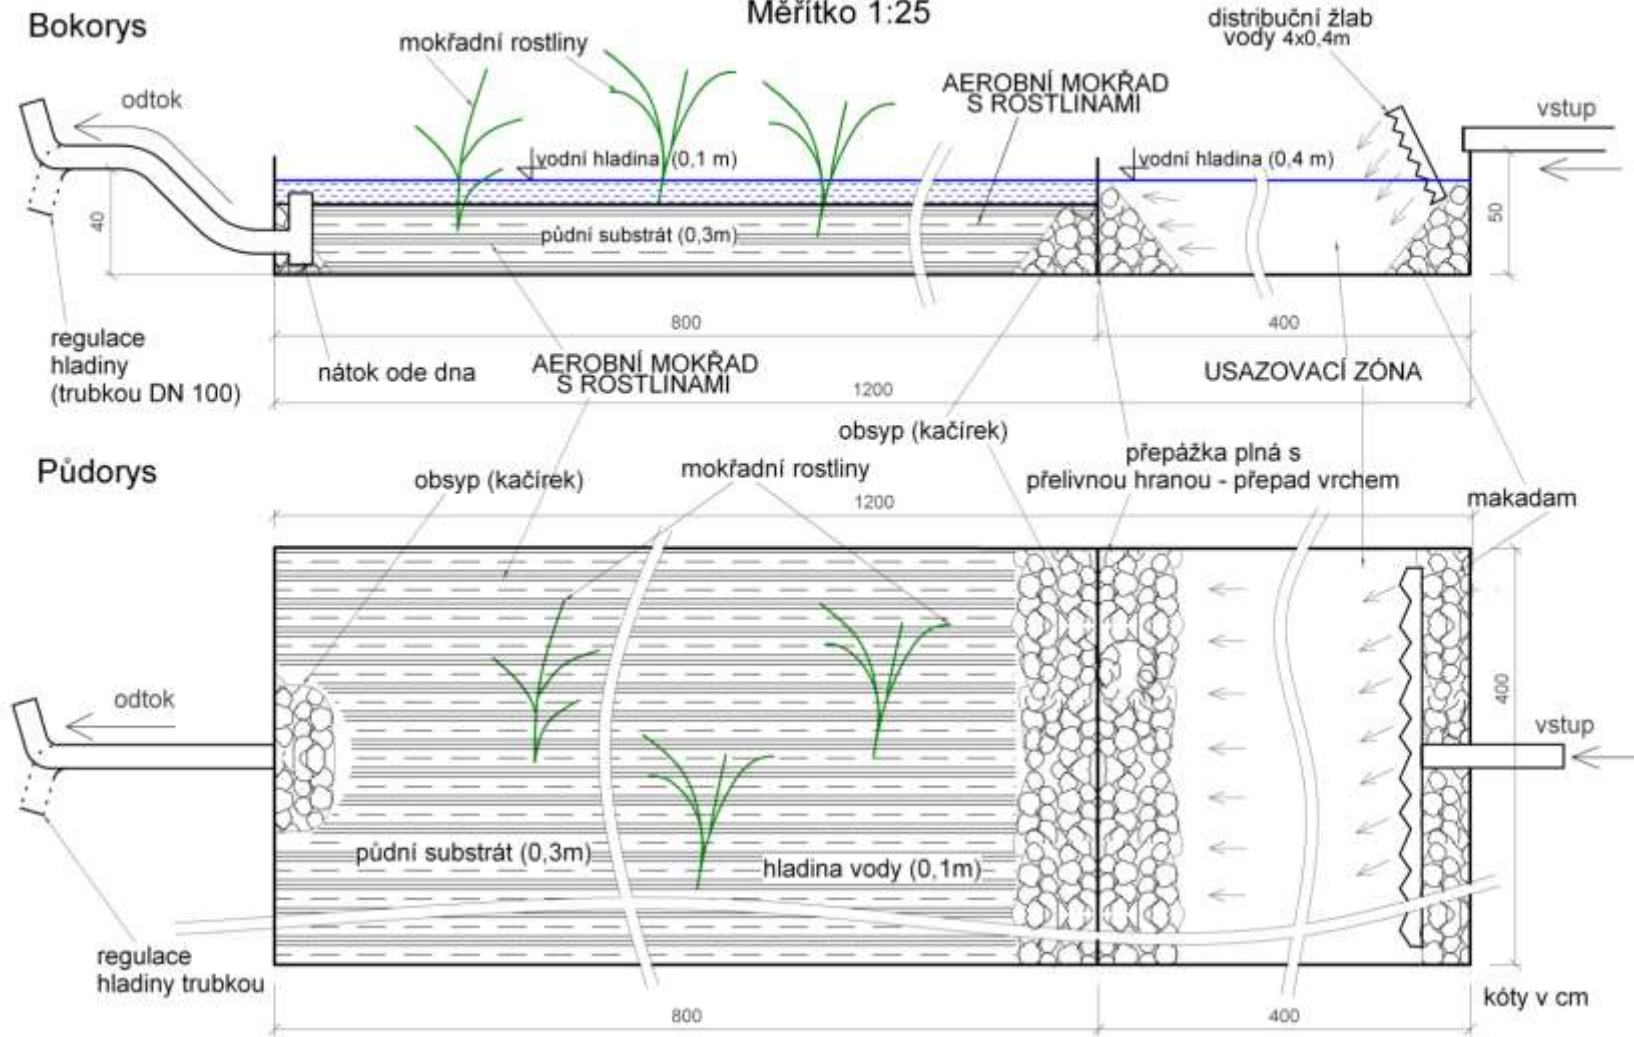 Bokorys
Měřítko 1:25
distribuční žlab
vody 4x0,4m
mokřadní rostliny
AEROBNÍ MOKŘAD
S ROSTLINAMI
odtok
vstup
vodní hladina (0,1 m)
vodní hladina (0,4 m)
40
půdní substrát (0,3m)
50
800
400
regulace
hladiny
(trubkou DN 100)
nátok ode dna
AEROBNÍ MOKŘAD
S ROSTLINAMI
USAZOVACÍ ZÓNA
1200
obsyp (kačírek)
Půdorys
přepážka plná s
přelivnou hranou - přepad vrchem
obsyp (kačírek)
mokřadní rostliny
makadam
1200
odtok
400
vstup
půdní substrát (0,3m)
hladina vody (0,1m)
regulace
hladiny trubkou
kóty v cm
800
400